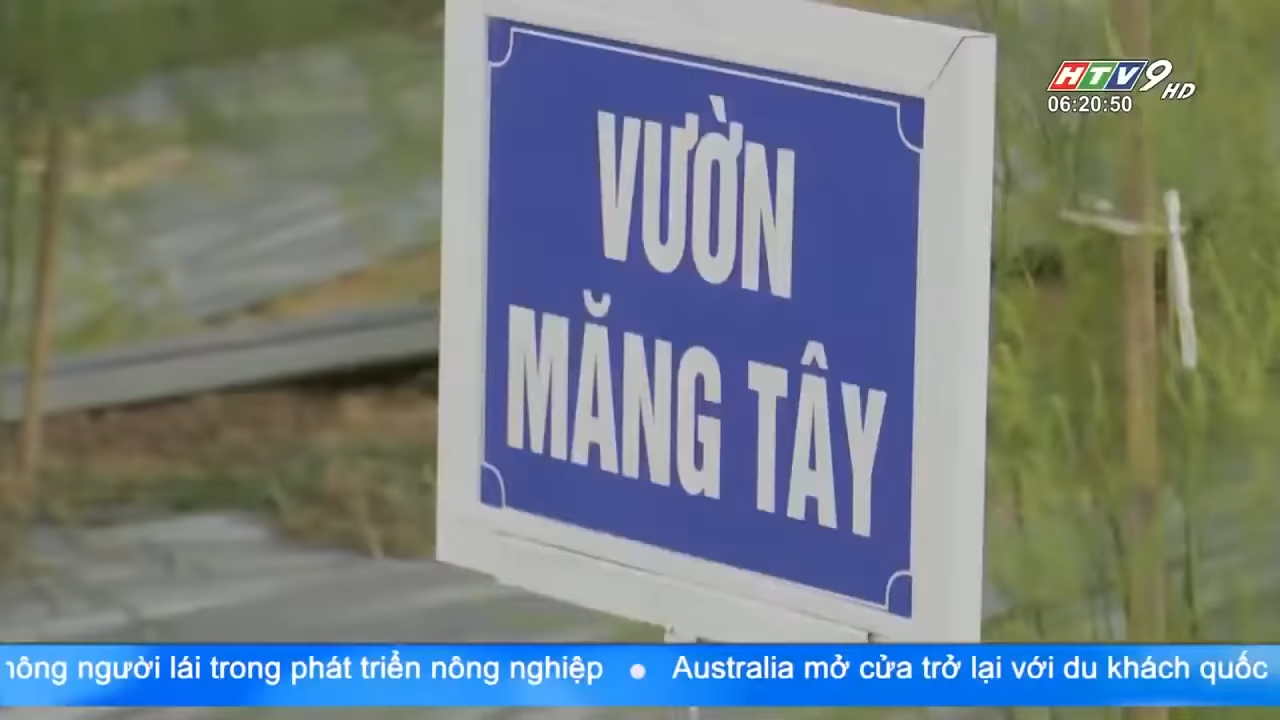 HTV9 HD
06:20:50
VƯỜN
MĂNG TÂY
người lái trong phát triển nông nghiệp • Australia mở cửa trở lại với du khách quốc